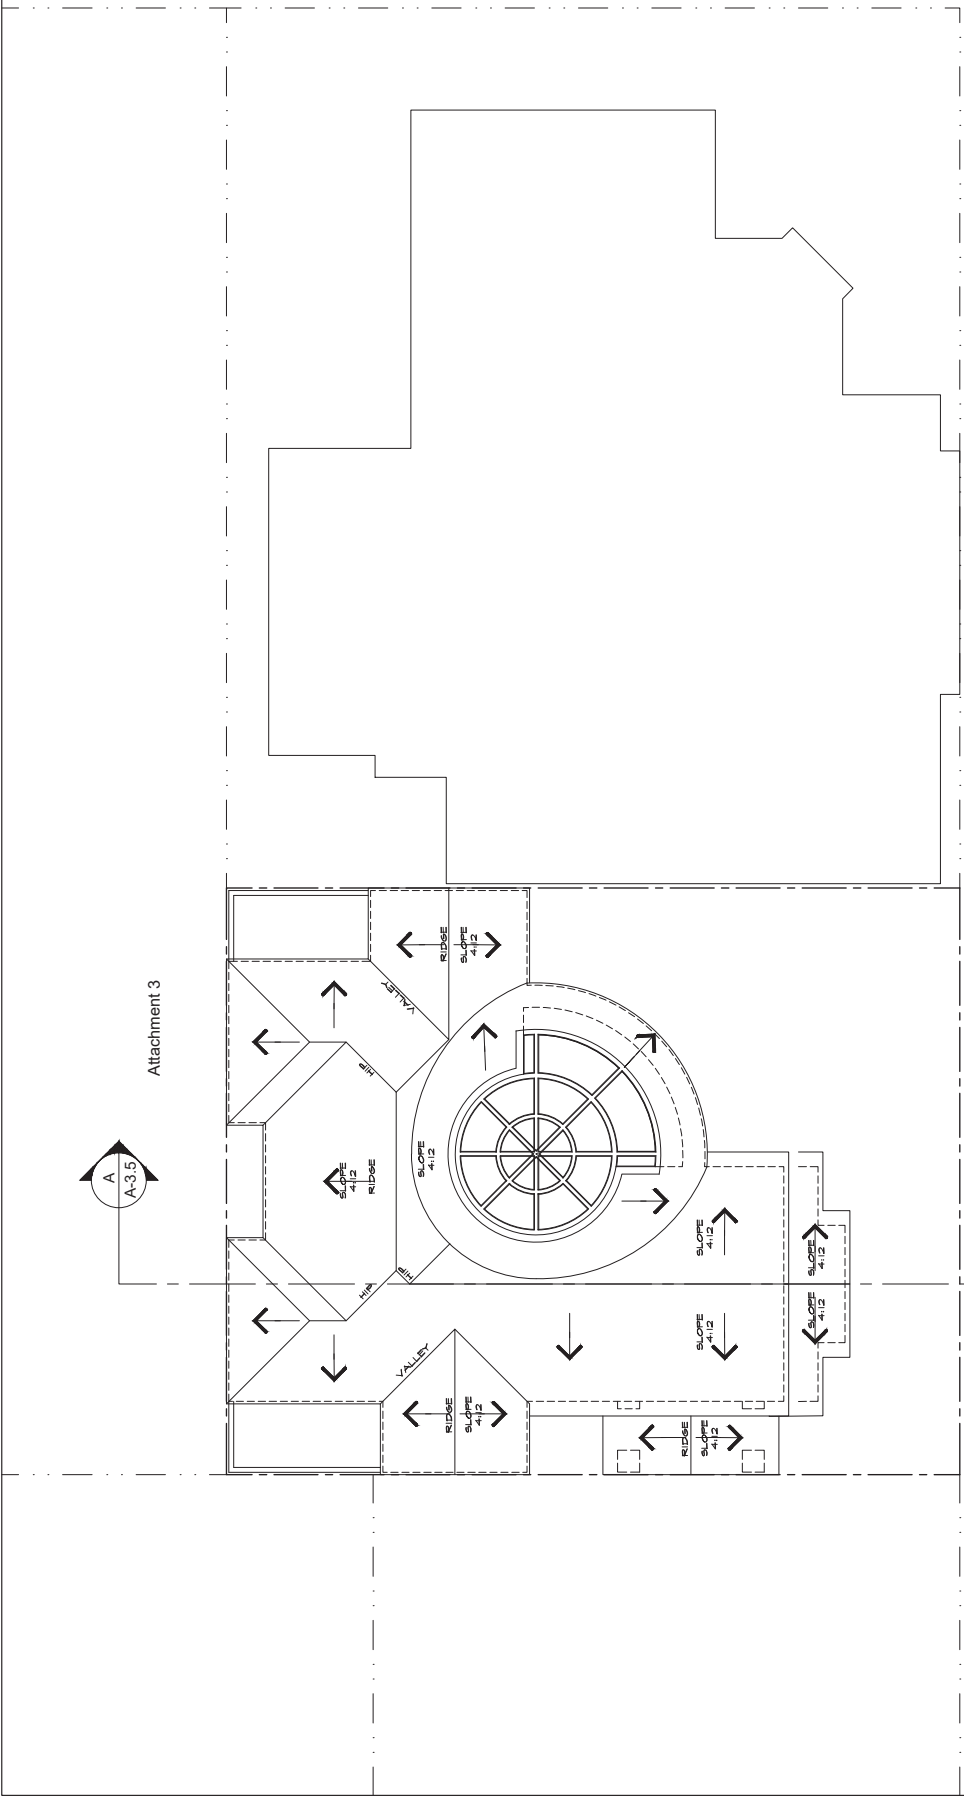 Attachment 3
A
A-3.5
RIDGE
SLOPE
4:12
VALLEY
HIP
SLOPE
4:12
RIDGE
SLOPE
4:12
HIP
HIP
VALLEY
RIDGE
SLOPE
4:12
SLOPE
4:12
SLOPE
4:12
SLOPE
4:12
SLOPE
4:12
RIDGE
SLOPE
4:12